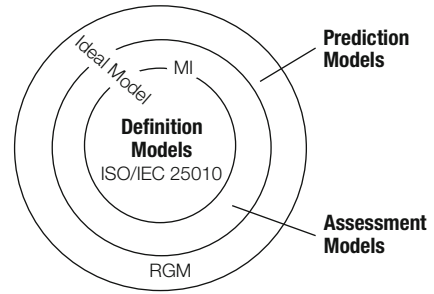 Ideal Model
MI
Definition
Models
ISO/IEC 25010
RGM
Prediction
Models
Assessment
Models